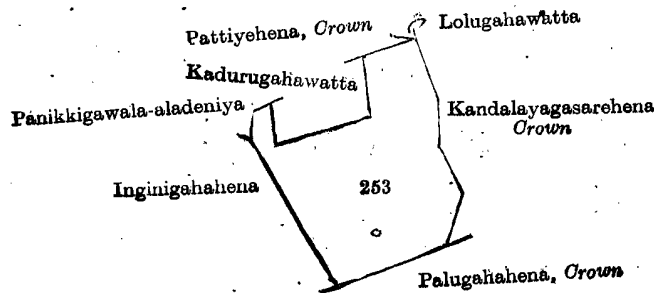 Pattiyehena, Crown
Lolugahawatta
Kadurugahawatta
Panikkigawala-aladeniya
Kandalayagasarehena
Crown
Inginigahahena
253
Palugahahena, Crown